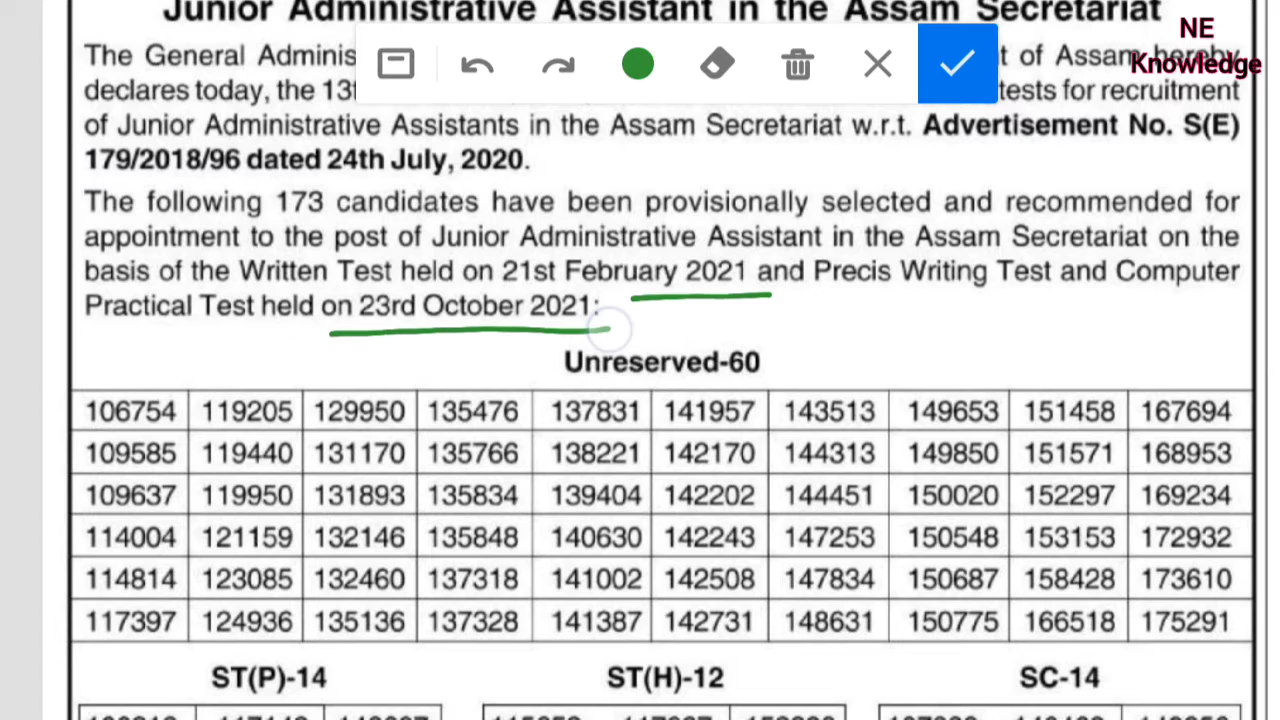 Junior Administrative Assistant in the Assam Secretariat
NE
Knowledge
The General Adminis t of Assam hereby
declares today, the 13t tests for recruitment
of Junior Administrative Assistants in the Assam Secretariat w.r.t. Advertisement No. S(E)
179/2018/96 dated 24th July, 2020.
The following 173 candidates have been provisionally selected and recommended for
appointment to the post of Junior Administrative Assistant in the Assam Secretariat on the
basis of the Written Test held on 21st February 2021 and Precis Writing Test and Computer
Practical Test held on 23rd October 2021:
Unreserved-60
106754 119205 129950 135476 137831 141957 143513 149653 151458 167694
109585 119440 131170 135766 138221 142170 144313 149850 151571 168953
109637 119950 131893 135834 139404 142202 144451 150020 152297 169234
114004 121159 132146 135848 140630 142243 147253 150548 153153 172932
114814 123085 132460 137318 141002 142508 147834 150687 158428 173610
117397 124936 135136 137328 141387 142731 148631 150775 166518 175291
ST(P)-14 ST(H)-12 SC-14